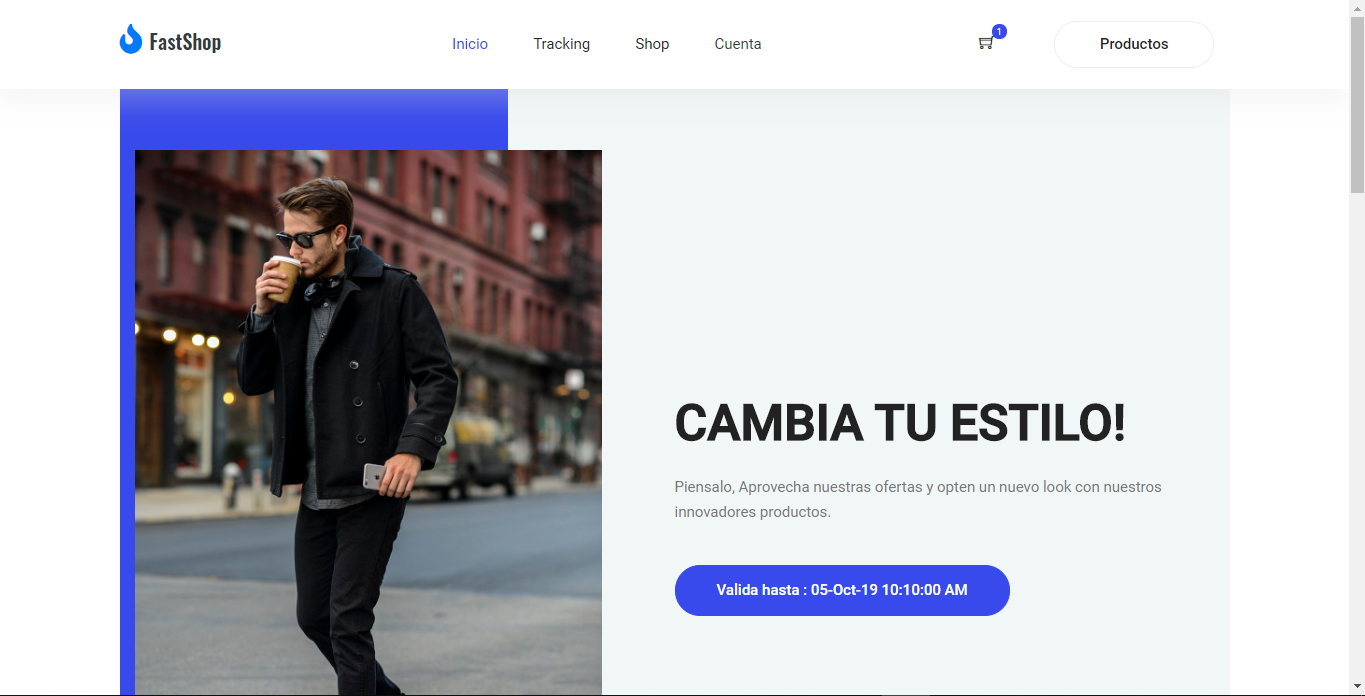 FastShop
Inicio
Tracking
Shop
Cuenta
1
Productos
CAMBIA TU ESTILO!
Piensalo, Aprovecha nuestras ofertas y opten un nuevo look con nuestros
innovadores productos.
Valida hasta : 05-Oct-19 10:10:00 AM